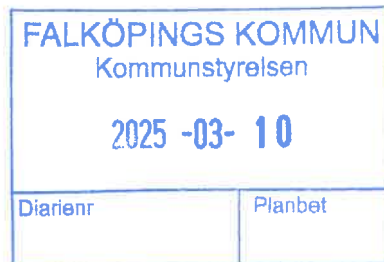 FALKÖPINGS KOMMUN
Kommunstyrelsen
2025 -03- 10
Diarienr Planbet